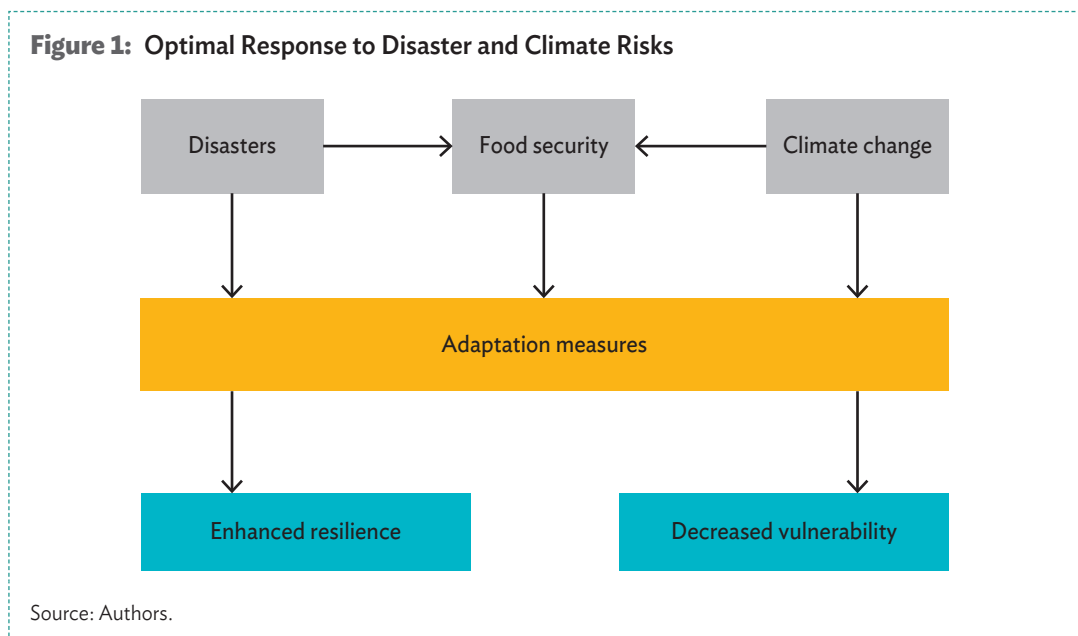 Figure 1: Optimal Response to Disaster and Climate Risks
Disasters
Food security
Climate change
Adaptation measures
Enhanced resilience
Decreased vulnerability
Source: Authors.